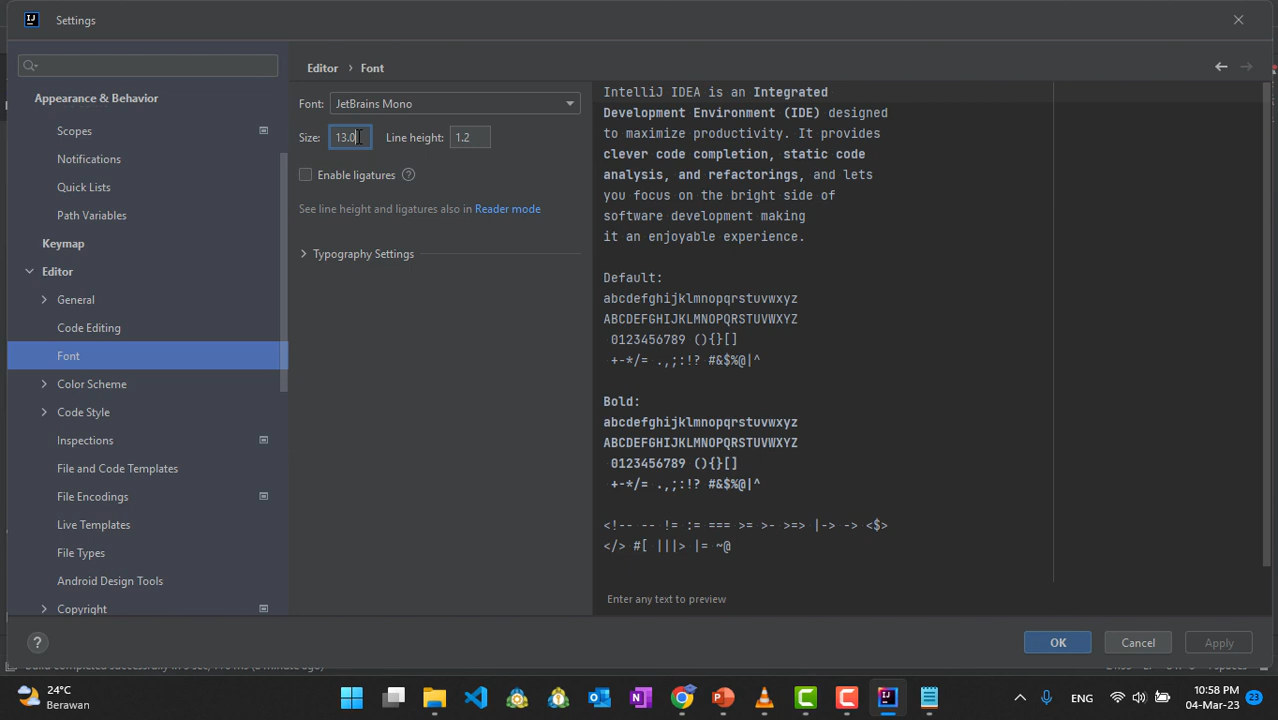 Settings
Appearance & Behavior
Scopes
Notifications
Quick Lists
Path Variables
Keymap
Editor
General
Code Editing
Font
Color Scheme
Code Style
Inspections
File and Code Templates
File Encodings
Live Templates
File Types
Android Design Tools
Copyright
Editor › Font
Font: JetBrains Mono
Size: 13.0 Line height: 1.2
Enable ligatures ?
See line height and ligatures also in Reader mode
Typography Settings
IntelliJ IDEA is an Integrated
Development Environment (IDE) designed
to maximize productivity. It provides
clever code completion, static code
analysis, and refactorings, and lets
you focus on the bright side of
software development making
it an enjoyable experience.
Default:
abcdefghijklmnopqrstuvwxyz
ABCDEFGHIJKLMNOPQRSTUVWXYZ
0123456789 (){}[]
+-*/= .,;:!? #&$%@|^
Bold:
abcdefghijklmnopqrstuvwxyz
ABCDEFGHIJKLMNOPQRSTUVWXYZ
0123456789 (){}[]
+-*/= .,;:!? #&$%@|^
<!-- -- != := === >= >- >=> |-> -> <$>
</> #[ |||> |= ~@
Enter any text to preview
?
OK Cancel Apply
24°C
Berawan
ENG
10:58 PM
04-Mar-23
23